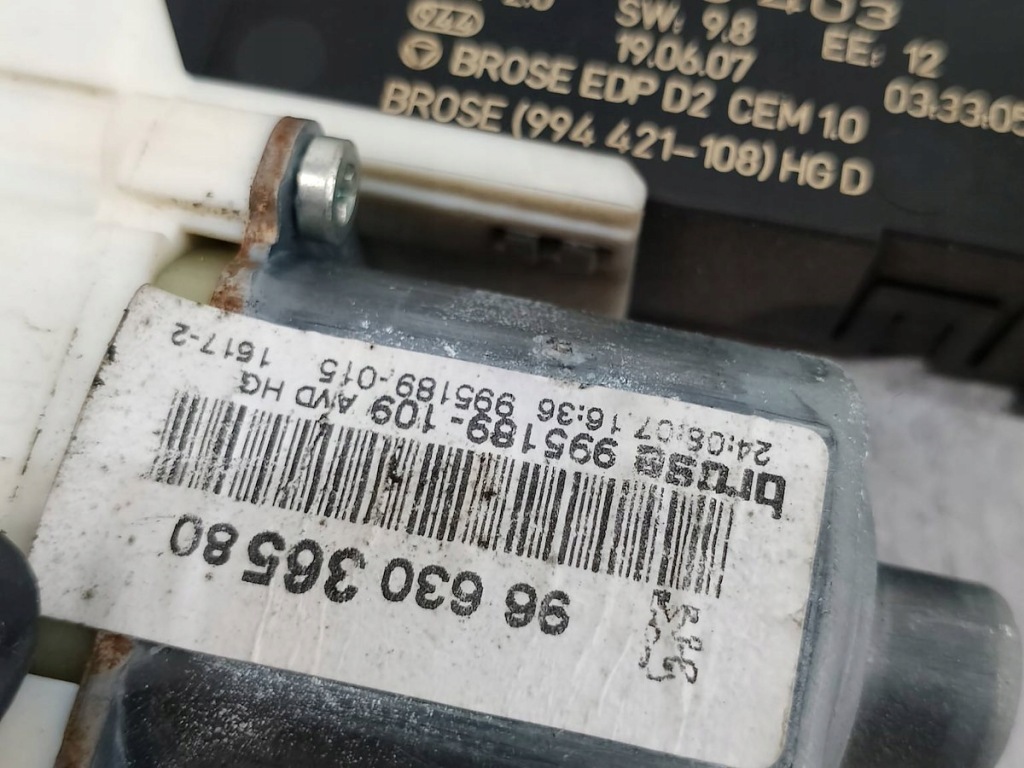 403
SW: 9.8 EE: 12
19.06.07 03:33:05
BROSE EDP D2 CEM 1.0
BROSE (994 421-108) HG D
brose 995189-109 AVD HG
24:08:07 16:36 995189-015 1617-2
96 630 365 80